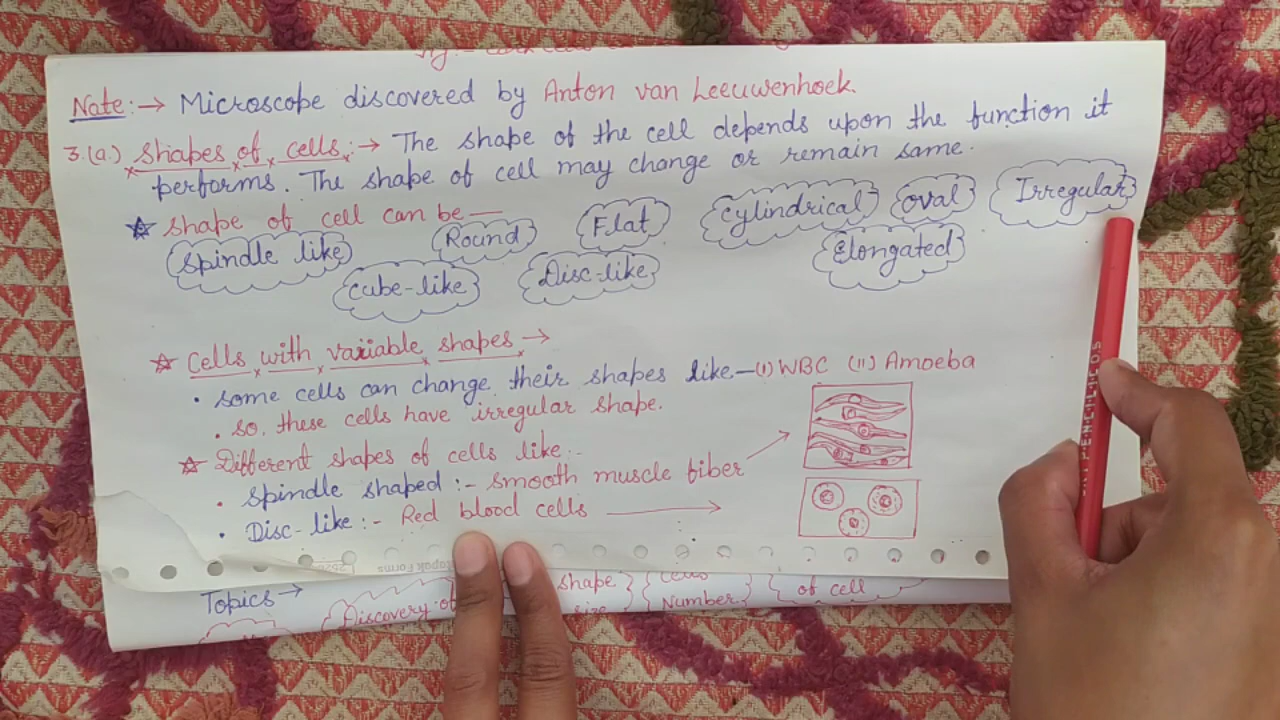 Note:→ Microscope discovered by Anton van Leeuwenhoek.
3.(a.) shapes of cells:→ The shape of the cell depends upon the function it
performs. The shape of cell may change or remain same.
☆ shape of cell can be—
Spindle like Round Flat Cylindrical Oval Irregular
Cube-like Disc-like Elongated
☆ Cells with variable shapes →
• some cells can change their shapes like—(i) WBC (ii) Amoeba
• so, these cells have irregular shape.
☆ Different shapes of cells like:-
• Spindle shaped :- smooth muscle fiber
• Disc-like :- Red blood cells
Topics → Discovery of shape Number of cell
size